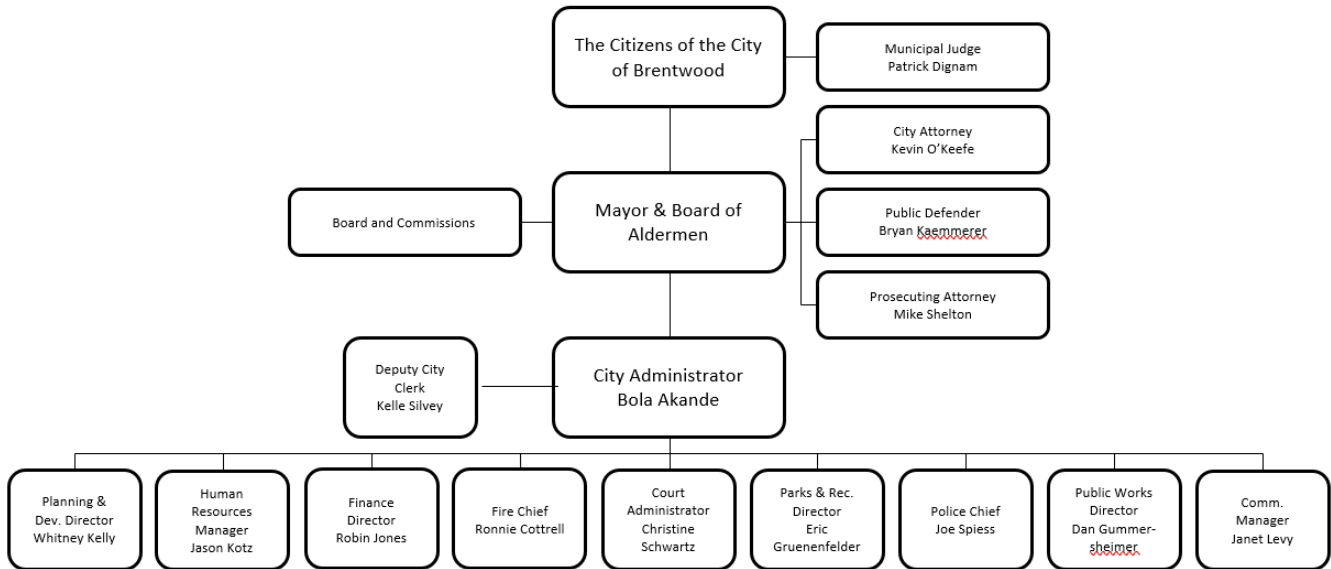 The Citizens of the City
of Brentwood
Municipal Judge
Patrick Dignam
City Attorney
Kevin O’Keefe
Board and Commissions
Mayor & Board of
Aldermen
Public Defender
Bryan Kaemmerer
Prosecuting Attorney
Mike Shelton
Deputy City
Clerk
Kelle Silvey
City Administrator
Bola Akande
Planning &
Dev. Director
Whitney Kelly
Human
Resources
Manager
Jason Kotz
Finance
Director
Robin Jones
Fire Chief
Ronnie Cottrell
Court
Administrator
Christine
Schwartz
Parks & Rec.
Director
Eric
Gruenenfelder
Police Chief
Joe Spiess
Public Works
Director
Dan Gummer-
sheimer
Comm.
Manager
Janet Levy